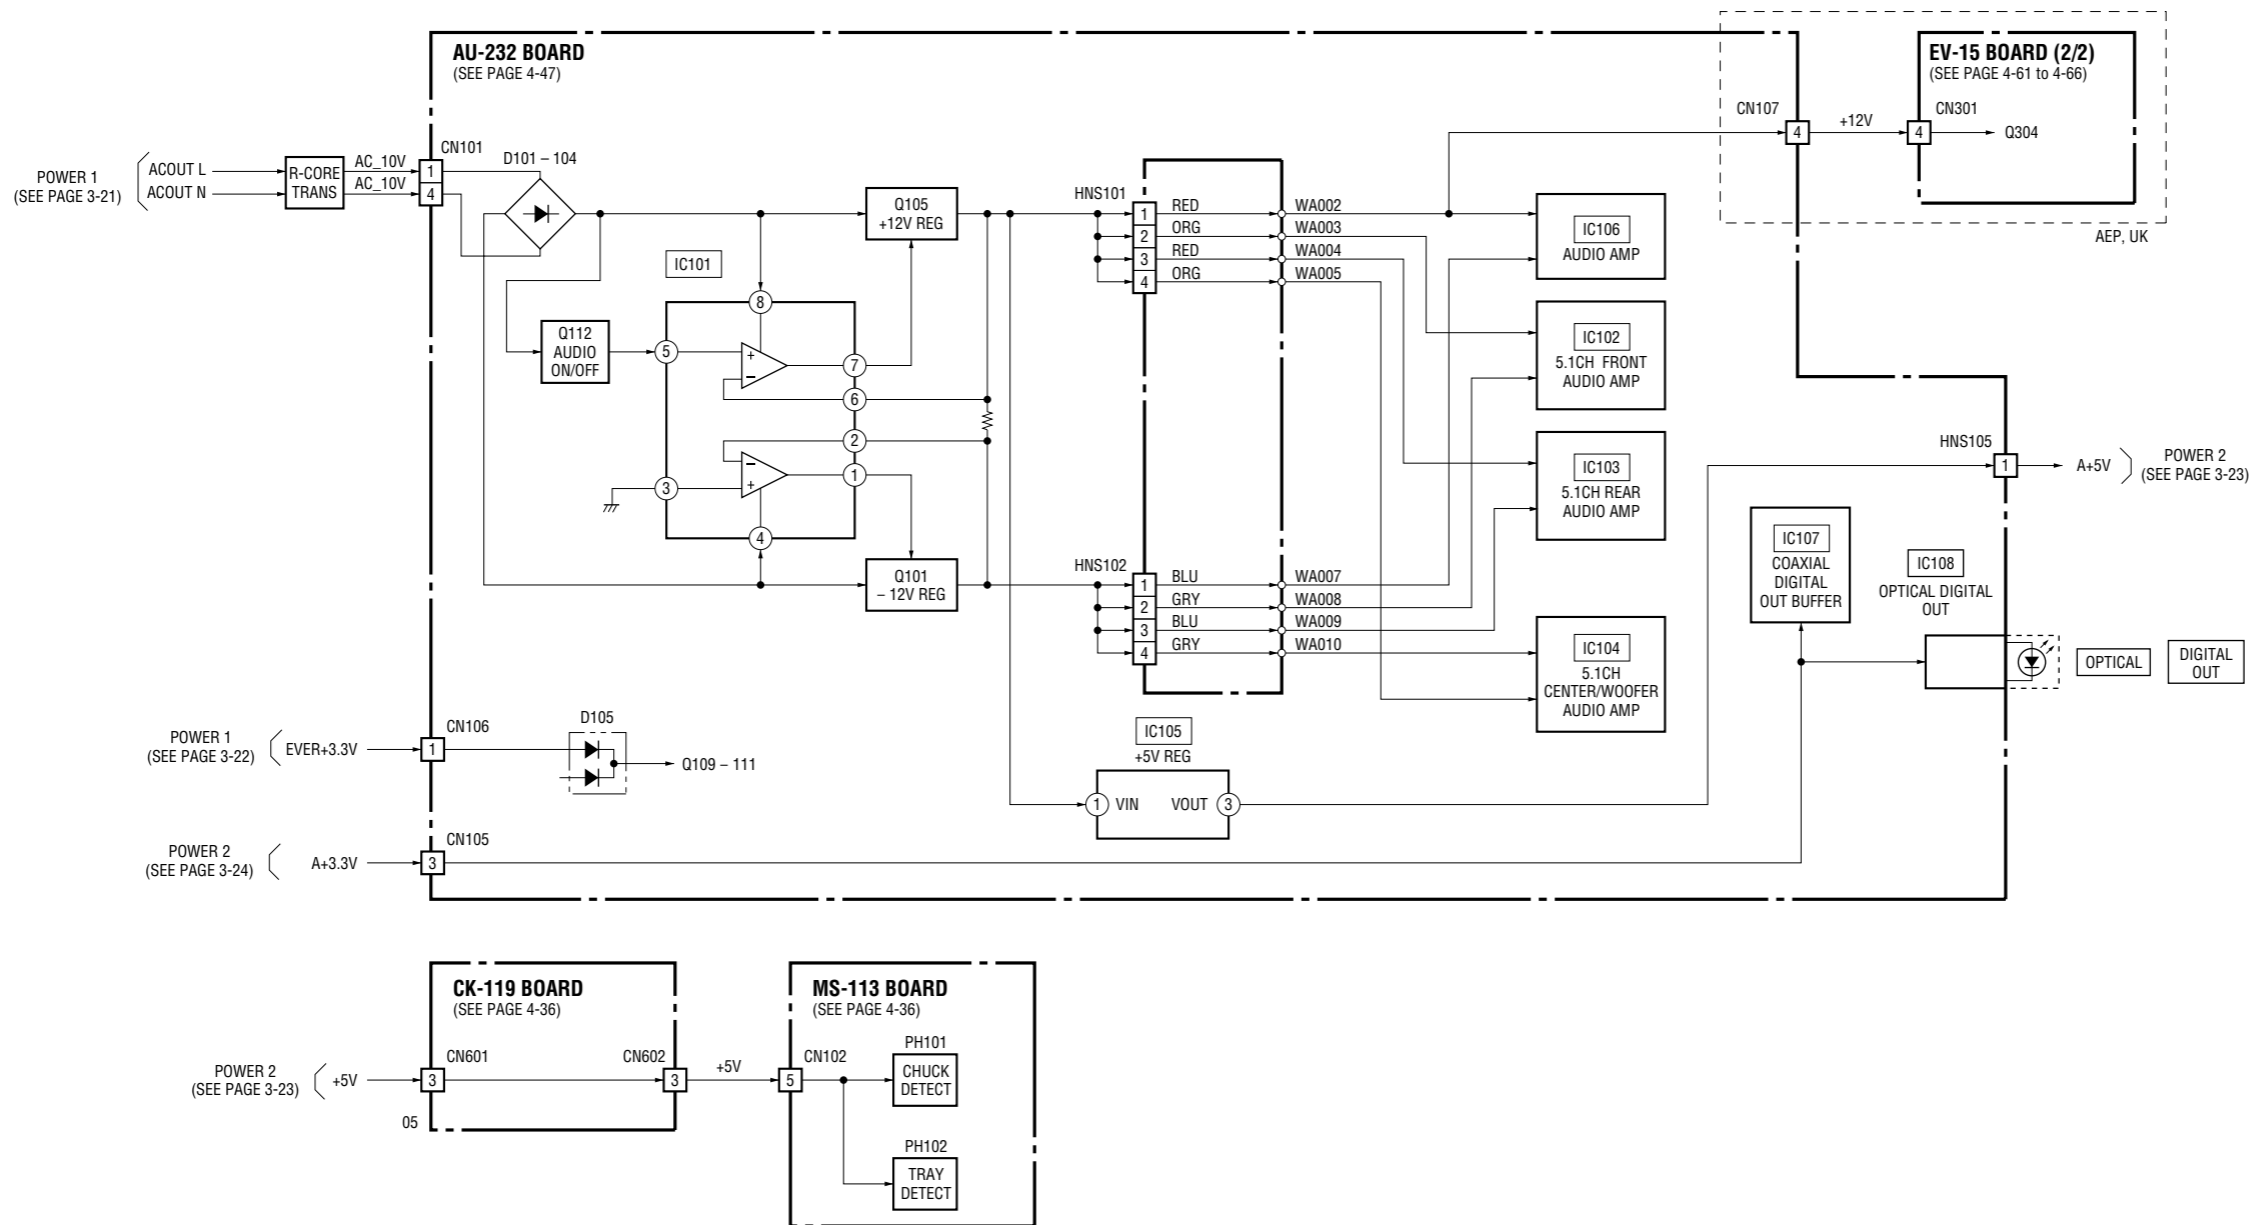 AU-232 BOARD
(SEE PAGE 4-47)
EV-15 BOARD (2/2)
(SEE PAGE 4-61 to 4-66)
CN107
4
+12V
4
CN301
Q304
AEP, UK
POWER 1
(SEE PAGE 3-21)
ACOUT L
ACOUT N
R-CORE
TRANS
AC_10V
AC_10V
CN101
1
4
D101 – 104
Q105
+12V REG
IC101
8
Q112
AUDIO
ON/OFF
5
+
–
7
6
2
–
+
1
3
4
Q101
– 12V REG
HNS101
1 RED WA002
2 ORG WA003
3 RED WA004
4 ORG WA005
HNS102
1 BLU WA007
2 GRY WA008
3 BLU WA009
4 GRY WA010
IC106
AUDIO AMP
IC102
5.1CH FRONT
AUDIO AMP
IC103
5.1CH REAR
AUDIO AMP
IC104
5.1CH
CENTER/WOOFER
AUDIO AMP
HNS105
1
A+5V
POWER 2
(SEE PAGE 3-23)
IC107
COAXIAL
DIGITAL
OUT BUFFER
IC108
OPTICAL DIGITAL
OUT
OPTICAL
DIGITAL
OUT
IC105
+5V REG
1 VIN VOUT 3
POWER 1
(SEE PAGE 3-22)
EVER+3.3V
CN106
1
D105
Q109 – 111
POWER 2
(SEE PAGE 3-24)
A+3.3V
CN105
3
CK-119 BOARD
(SEE PAGE 4-36)
POWER 2
(SEE PAGE 3-23)
+5V
CN601
3
CN602
3
05
+5V
MS-113 BOARD
(SEE PAGE 4-36)
CN102
5
PH101
CHUCK
DETECT
PH102
TRAY
DETECT